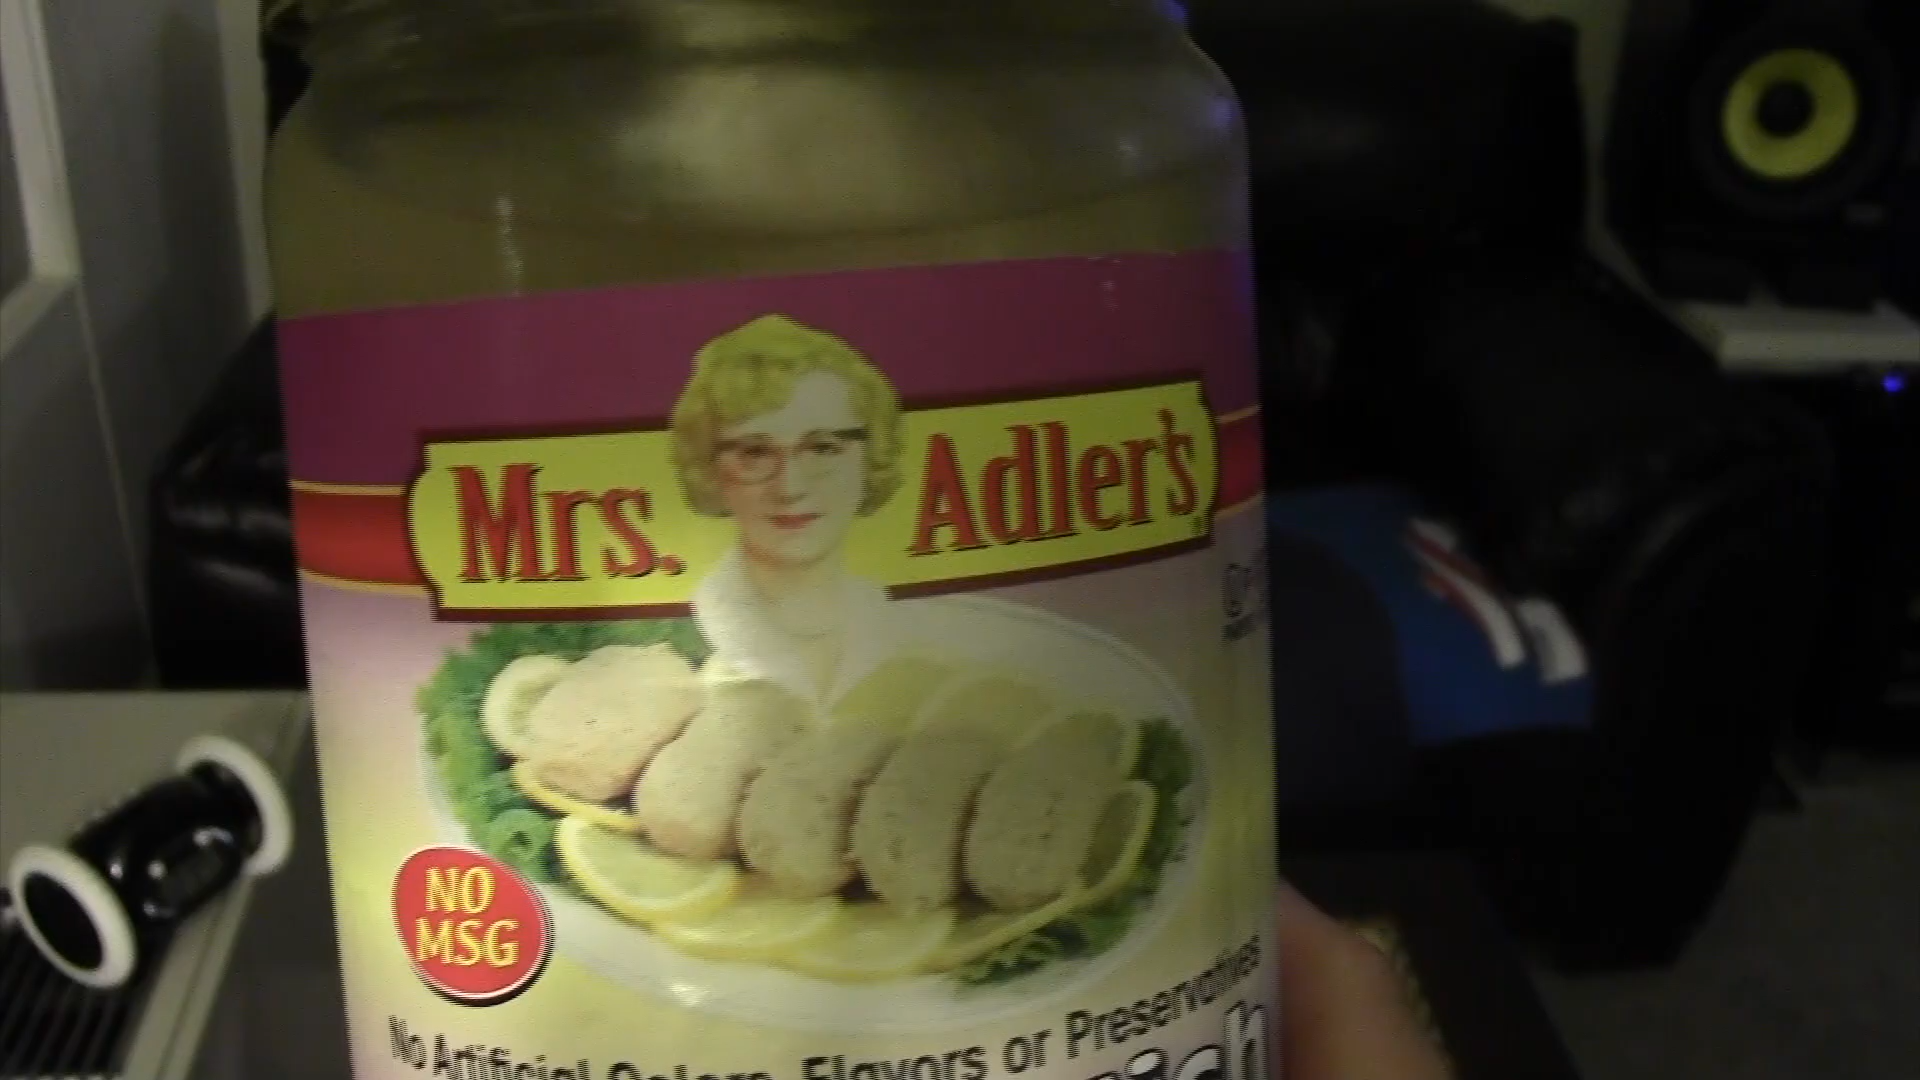 Mrs. Adler's
NO
MSG
No Artificial Colors, Flavors or Preservatives